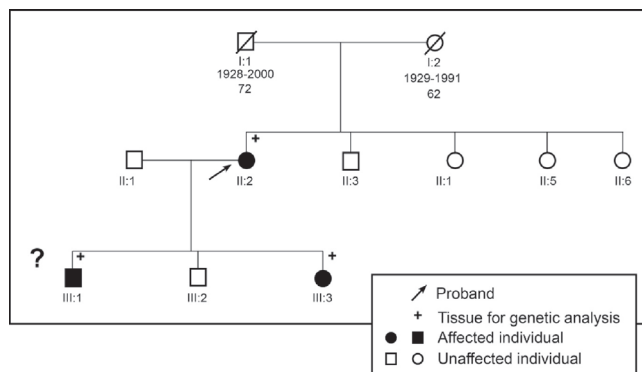 I:1
1928-2000
72
I:2
1929-1991
62
+
II:1
II:2
II:3
II:1
II:5
II:6
?
+
+
III:1
III:2
III:3
Proband
+ Tissue for genetic analysis
Affected individual
Unaffected individual